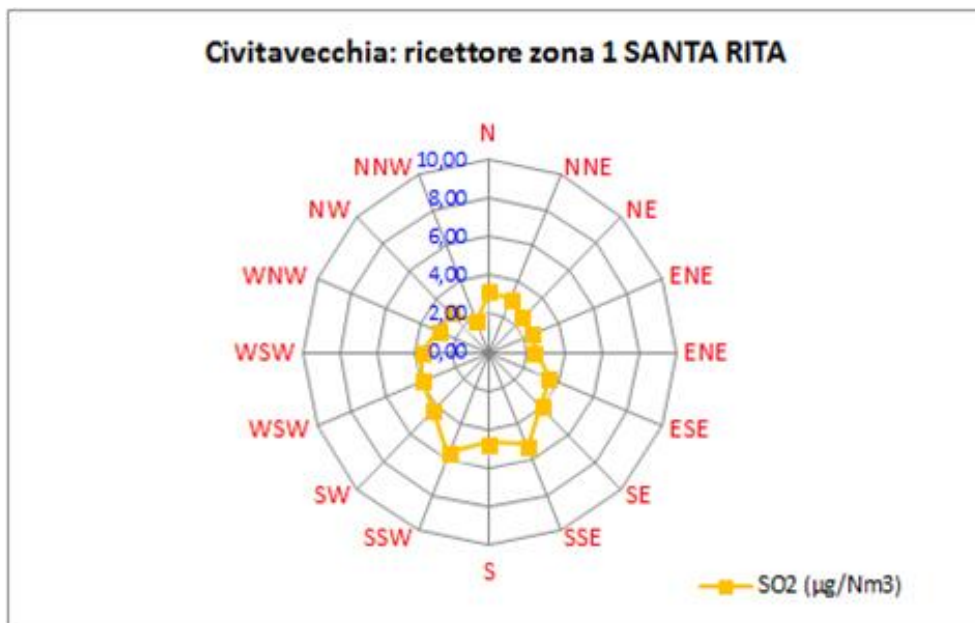 Civitavecchia: ricettore zona 1 SANTA RITA
N
NNE
NE
ENE
ENE
ESE
SE
SSE
S
SSW
SW
WSW
WSW
WNW
NW
NNW
10,00
8,00
6,00
4,00
2,00
0,00
SO2 (µg/Nm3)